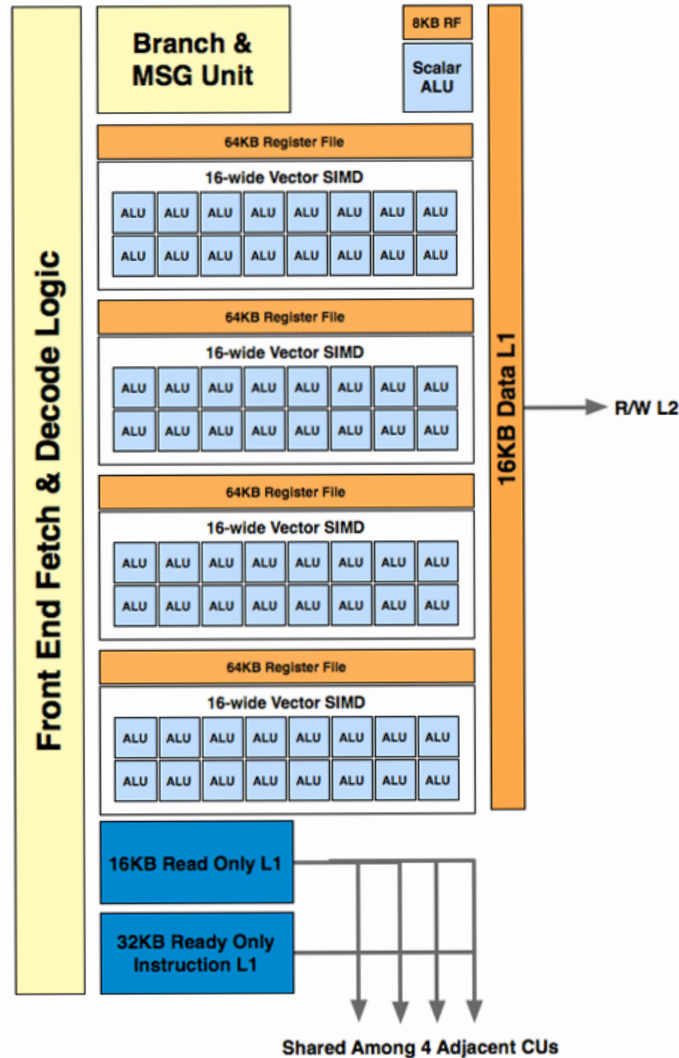 Branch &
MSG Unit
8KB RF
Scalar
ALU
64KB Register File
16-wide Vector SIMD
ALU ALU ALU ALU ALU ALU ALU ALU
ALU ALU ALU ALU ALU ALU ALU ALU
64KB Register File
16-wide Vector SIMD
ALU ALU ALU ALU ALU ALU ALU ALU
ALU ALU ALU ALU ALU ALU ALU ALU
64KB Register File
16-wide Vector SIMD
ALU ALU ALU ALU ALU ALU ALU ALU
ALU ALU ALU ALU ALU ALU ALU ALU
64KB Register File
16-wide Vector SIMD
ALU ALU ALU ALU ALU ALU ALU ALU
ALU ALU ALU ALU ALU ALU ALU ALU
Front End Fetch & Decode Logic
16KB Data L1
R/W L2
16KB Read Only L1
32KB Ready Only
Instruction L1
Shared Among 4 Adjacent CUs